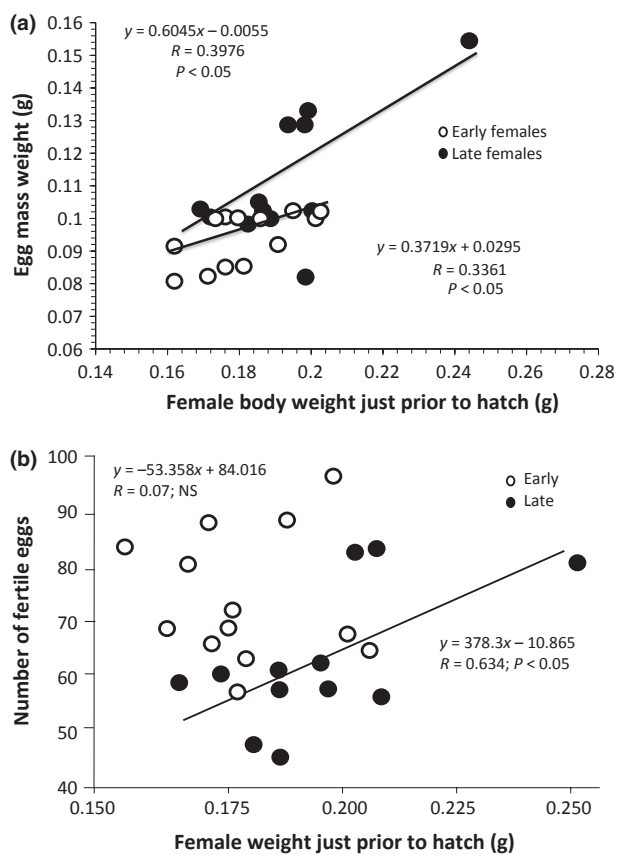 (a)
0.16
0.15
0.14
0.13
0.12
0.11
0.1
0.09
0.08
0.07
0.06
Egg mass weight (g)
y = 0.6045x – 0.0055
R = 0.3976
P < 0.05
Early females
Late females
y = 0.3719x + 0.0295
R = 0.3361
P < 0.05
0.14 0.16 0.18 0.2 0.22 0.24 0.26 0.28
Female body weight just prior to hatch (g)
(b)
100
90
80
70
60
50
40
Number of fertile eggs
y = –53.358x + 84.016
R = 0.07; NS
Early
Late
y = 378.3x – 10.865
R = 0.634; P < 0.05
0.150 0.175 0.200 0.225 0.250
Female weight just prior to hatch (g)